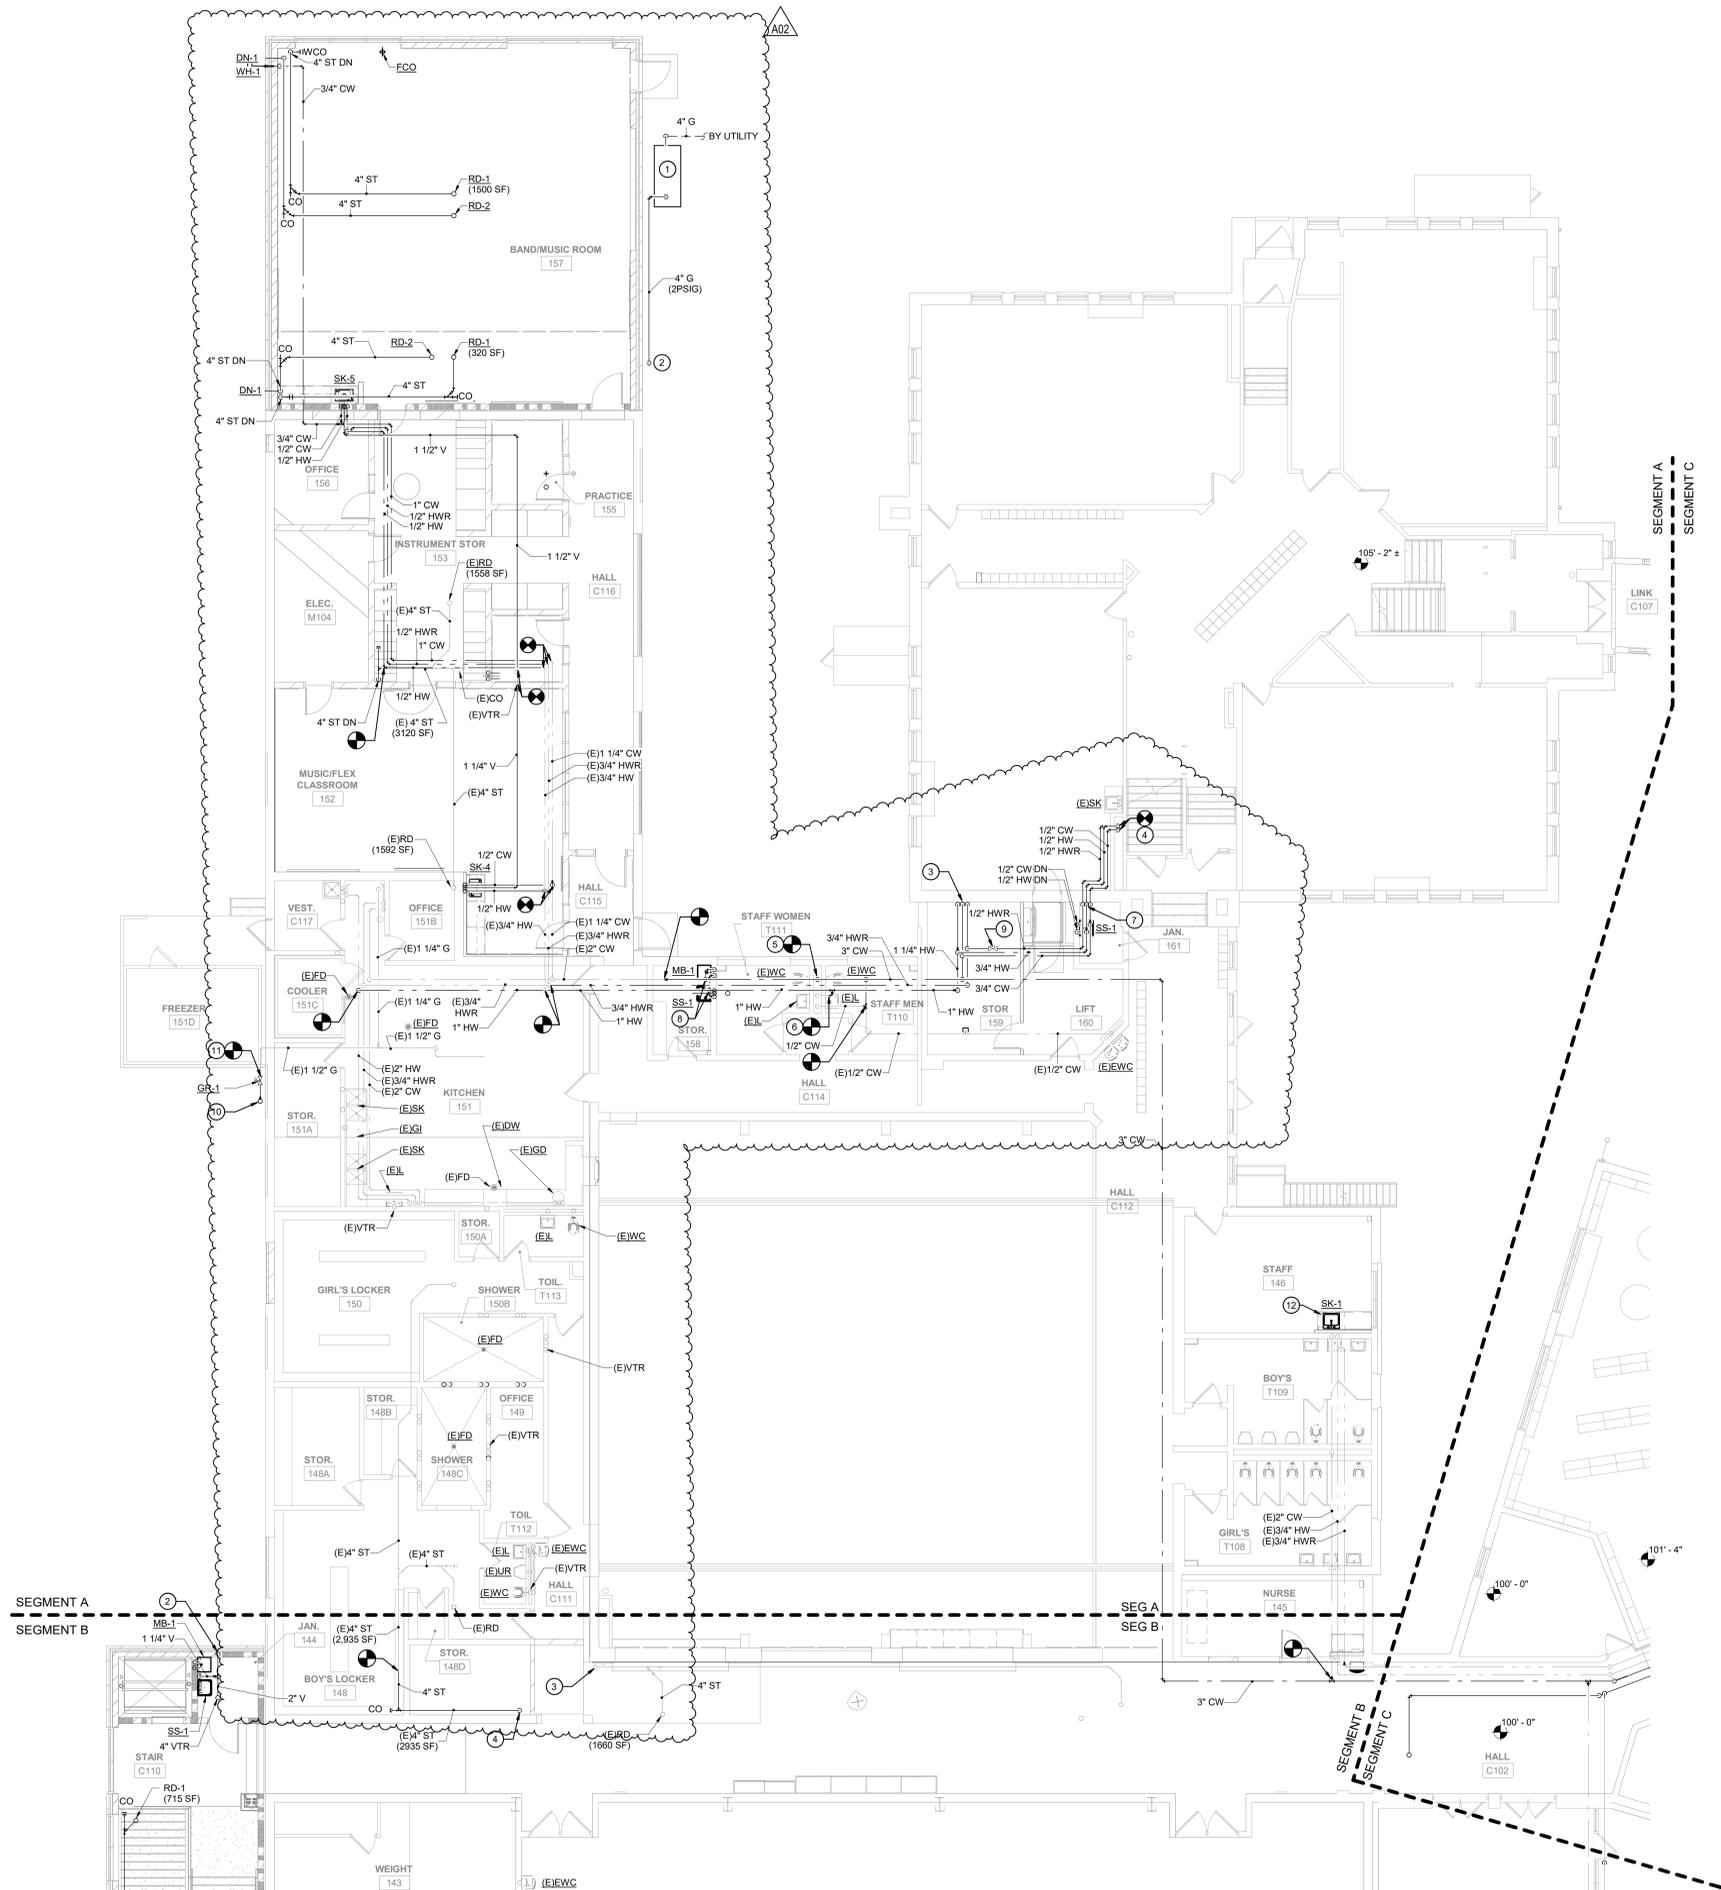 A02
DN-1
WCO
4" ST DN
WH-1
FCO
3/4" CW
4" G
BY UTILITY
1
4" ST
RD-1
(1500 SF)
CO
4" ST
RD-2
CO
BAND/MUSIC ROOM
157
4" G
(2PSIG)
CO
4" ST
RD-2
RD-1
(320 SF)
2
4" ST DN
SK-5
DN-1
4" ST
CO
4" ST DN
3/4" CW
1/2" CW
1/2" HW
1 1/2" V
OFFICE
156
PRACTICE
155
1" CW
1/2" HWR
1/2" HW
INSTRUMENT STOR
153
1 1/2" V
(E)RD
(1558 SF)
HALL
C116
ELEC.
M104
(E)4" ST
1/2" HWR
1" CW
1/2" HW
(E)CO
(E)VTR
4" ST DN
(E) 4" ST
(3120 SF)
SEGMENT A
SEGMENT C
105' - 2" ±
LINK
C107
(E)1 1/4" CW
(E)3/4" HWR
(E)3/4" HW
1 1/4" V
MUSIC/FLEX
CLASSROOM
152
(E)4" ST
(E)SK
(E)RD
(1592 SF)
1/2" CW
1/2" HW
1/2" HWR
4
SK-4
1/2" CW
1/2" HW
3
1/2" CW DN
1/2" HW DN
VEST.
C117
OFFICE
151B
HALL
C115
STAFF WOMEN
T111
1/2" HWR
9
SS-1
7
JAN.
161
(E)3/4" HW
(E)1 1/4" CW
(E)3/4" HWR
(E)2" CW
(E)1 1/4" G
5
3/4" HWR
3" CW
1 1/4" HW
3/4" HW
3/4" CW
(E)FD
COOLER
151C
MB-1
(E)WC
(E)WC
FREEZER
151D
(E)1 1/4" G
(E)3/4"
HWR
1" HW
3/4" HWR
1" HW
SS-1
8
1" HW
(E)L
(E)L
STAFF MEN
T110
1" HW
STOR
159
LIFT
160
(E)FD
(E)1 1/2" G
STOR.
158
6
1/2" CW
(E)1/2" CW
(E)1/2" CW
(E)EWC
11
(E)1 1/2" G
(E)2" HW
(E)3/4" HWR
(E)2" CW
GR-1
10
KITCHEN
151
HALL
C114
STOR.
151A
(E)SK
(E)GI
(E)SK
(E)DW
(E)GD
3" CW
(E)L
(E)FD
(E)VTR
STOR.
150A
(E)L
(E)WC
HALL
C112
GIRL'S LOCKER
150
SHOWER
150B
TOIL.
T113
STAFF
146
12
SK-1
(E)FD
(E)VTR
BOY'S
T109
STOR.
148B
OFFICE
149
(E)FD
(E)VTR
STOR.
148A
SHOWER
148C
TOIL
T112
(E)2" CW
(E)3/4" HW
(E)3/4" HWR
GIRL'S
T108
(E)4" ST
(E)4" ST
(E)L
(E)EWC
(E)UR
(E)VTR
(E)WC
HALL
C111
NURSE
145
101' - 4"
100' - 0"
SEGMENT A
SEGMENT B
2
SEG A
SEG B
(E)RD
MB-1
1 1/4" V
JAN.
144
(E)4" ST
(2,935 SF)
STOR.
148D
BOY'S LOCKER
148
3
4" ST
4" ST
3" CW
2" V
CO
SS-1
4" VTR
(E)4" ST
(2935 SF)
4
(E)RD
(1660 SF)
SEGMENT B
SEGMENT C
100' - 0"
HALL
C102
STAIR
C110
RD-1
(715 SF)
CO
WEIGHT
143
(E)EWC